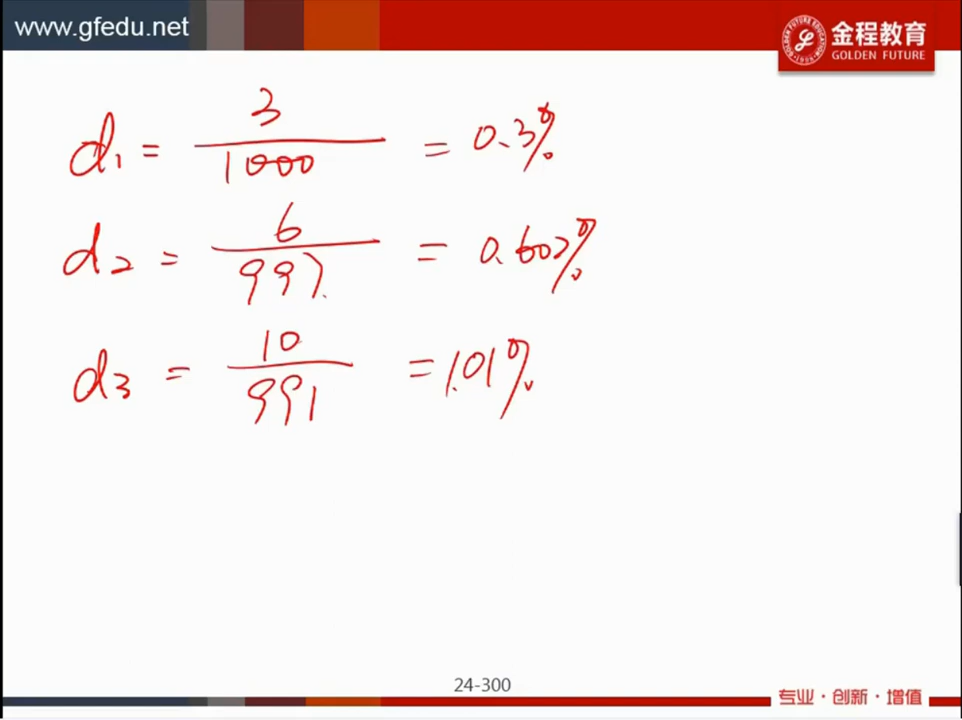 www.gfedu.net
金程教育
GOLDEN FUTURE
d₁ = 3/1000 = 0.3%
d₂ = 6/997 = 0.602%
d₃ = 10/991 = 1.01%
24-300
专业·创新·增值